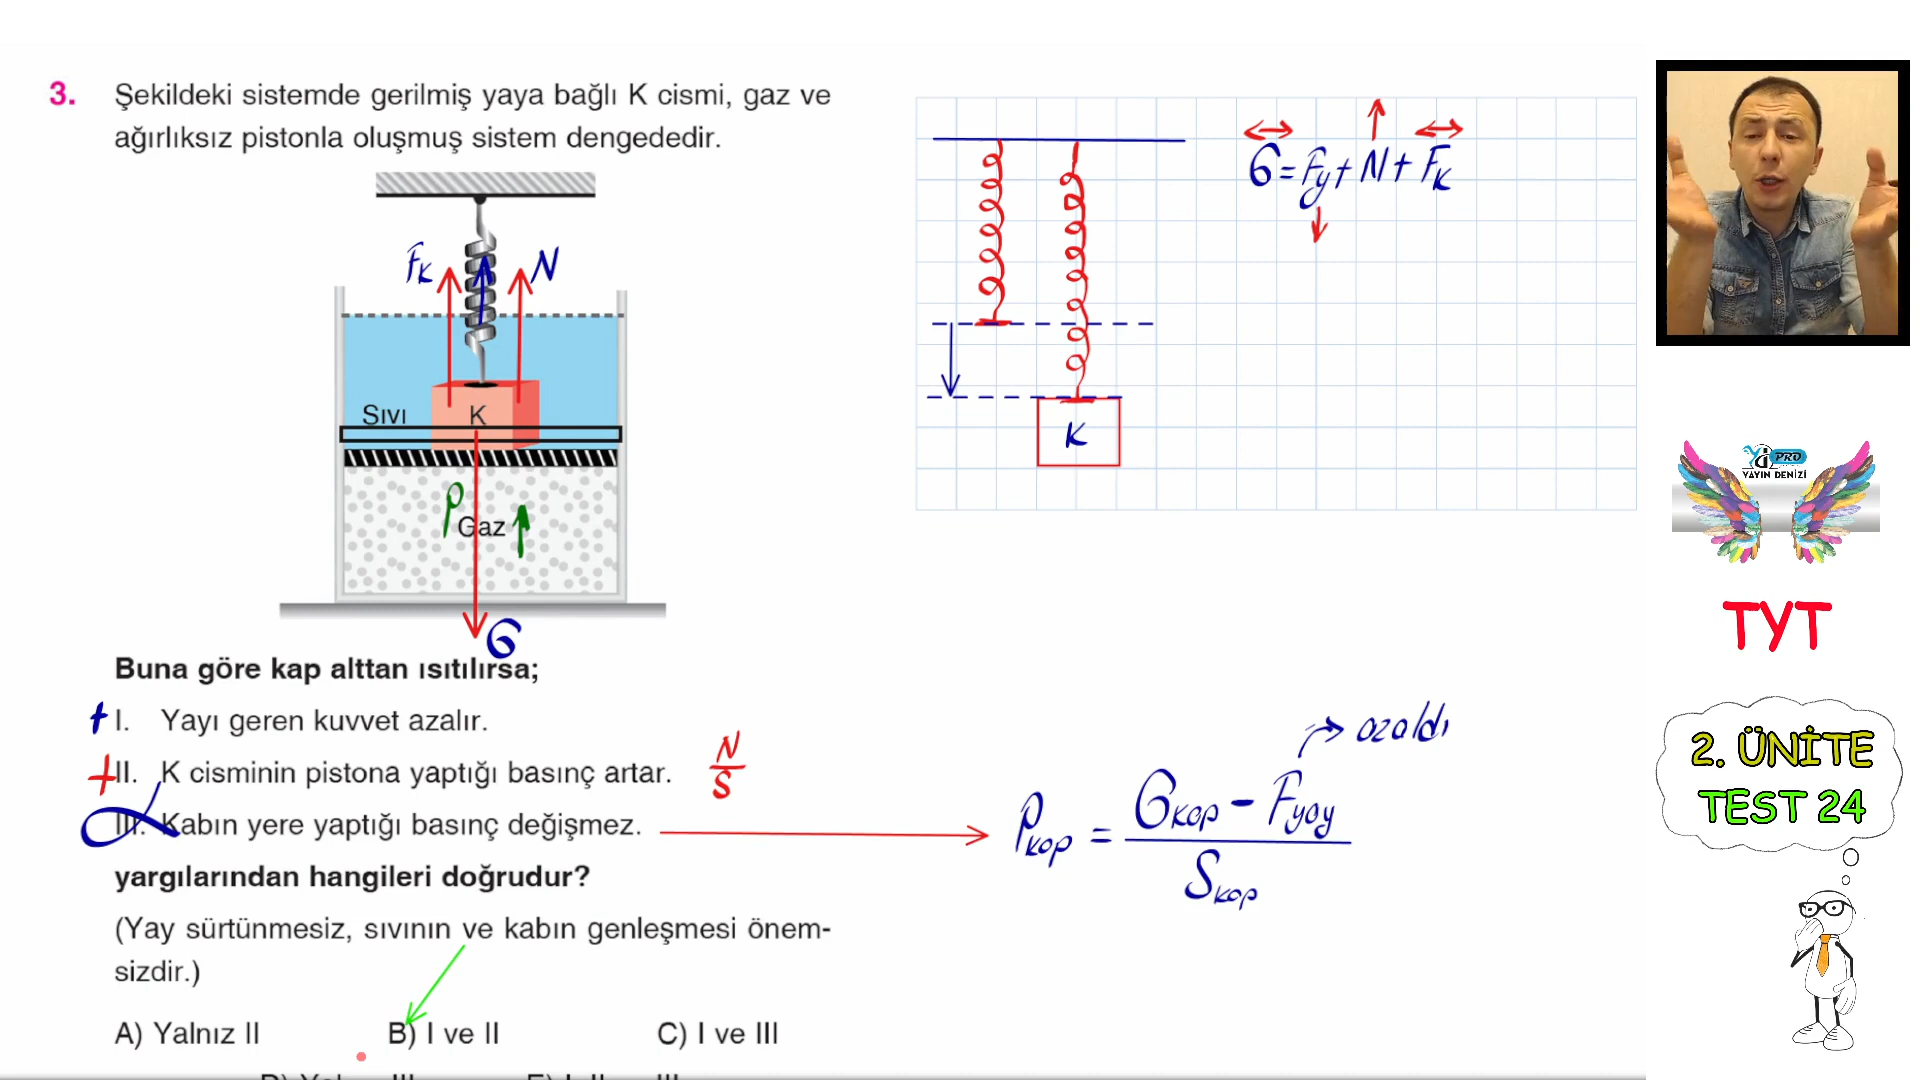 3. Şekildeki sistemde gerilmiş yaya bağlı K cismi, gaz ve
ağırlıksız pistonla oluşmuş sistem dengededir.
FK
N
Sıvı
K
P
Gaz
G
K
G = Fy + N + FK
Buna göre kap alttan ısıtılırsa;
+ I. Yayı geren kuvvet azalır.
+ II. K cisminin pistona yaptığı basınç artar.
N
S
III. Kabın yere yaptığı basınç değişmez.
azaldı
Pkap = Gkap - Fyay
Skap
yargılarından hangileri doğrudur?
(Yay sürtünmesiz, sıvının ve kabın genleşmesi önem-
sizdir.)
A) Yalnız II B) I ve II C) I ve III
YD PRO
YAYIN DENİZİ
TYT
2. ÜNİTE
TEST 24